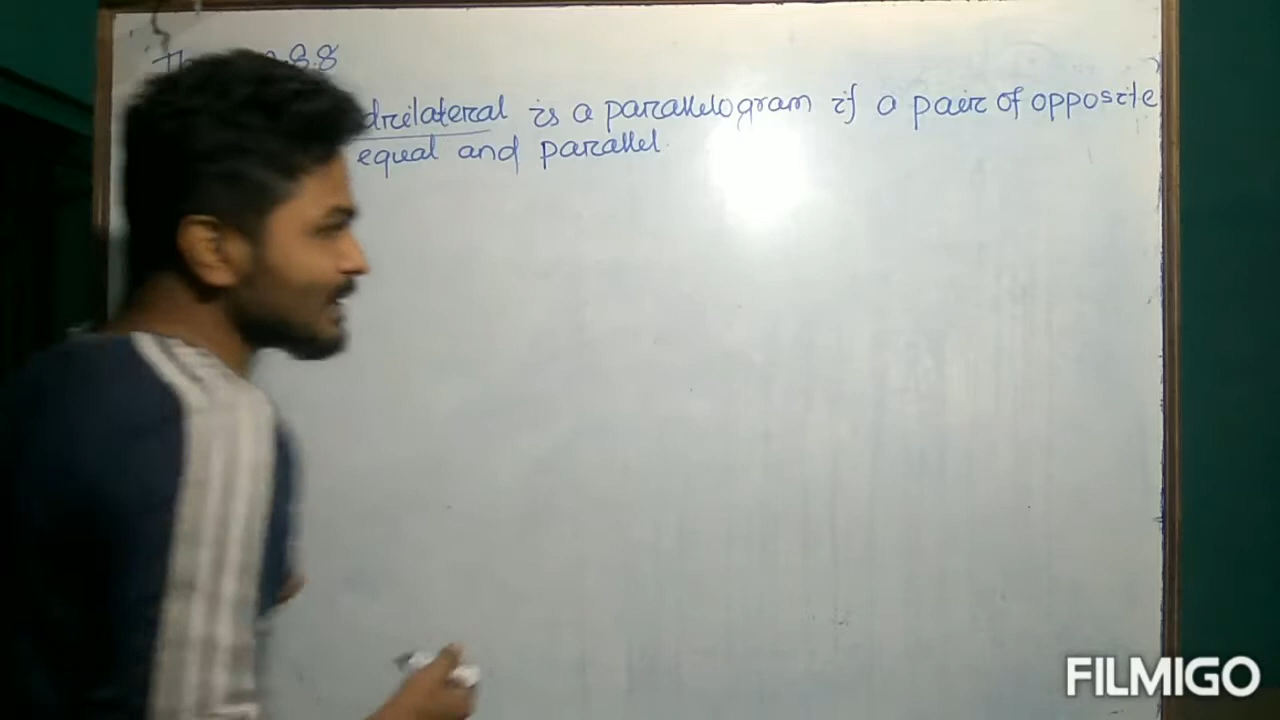 8.8
drilateral is a parallelogram if a pair of opposite
equal and parallel.
FILMIGO